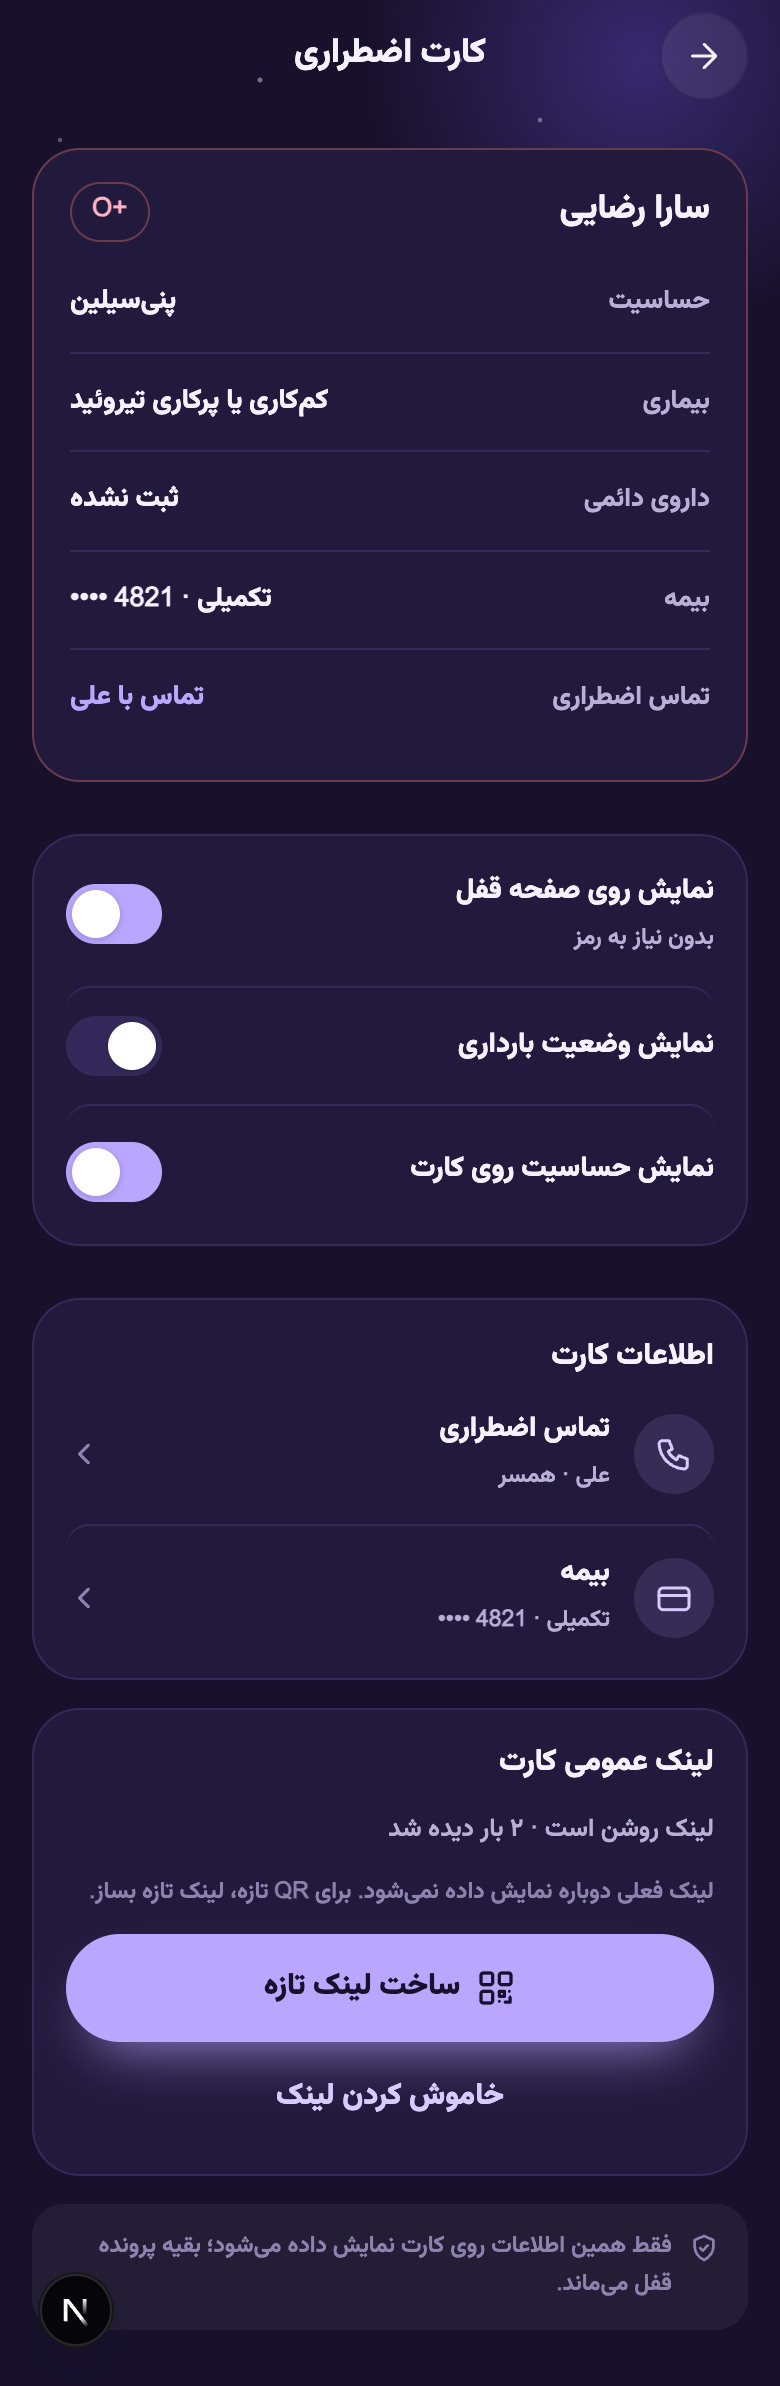 کارت اضطراری
سارا رضایی
O+
حساسیت
پنی‌سیلین
بیماری
کم‌کاری یا پرکاری تیروئید
داروی دائمی
ثبت نشده
بیمه
تکمیلی · 4821 ••••
تماس اضطراری
تماس با علی
نمایش روی صفحه قفل
بدون نیاز به رمز
نمایش وضعیت بارداری
نمایش حساسیت روی کارت
اطلاعات کارت
تماس اضطراری
علی · همسر
بیمه
تکمیلی · 4821 ••••
لینک عمومی کارت
لینک روشن است · ۲ بار دیده شد
لینک فعلی دوباره نمایش داده نمی‌شود. برای QR تازه، لینک تازه بساز.
ساخت لینک تازه
خاموش کردن لینک
فقط همین اطلاعات روی کارت نمایش داده می‌شود؛ بقیه پرونده
قفل می‌ماند.
N